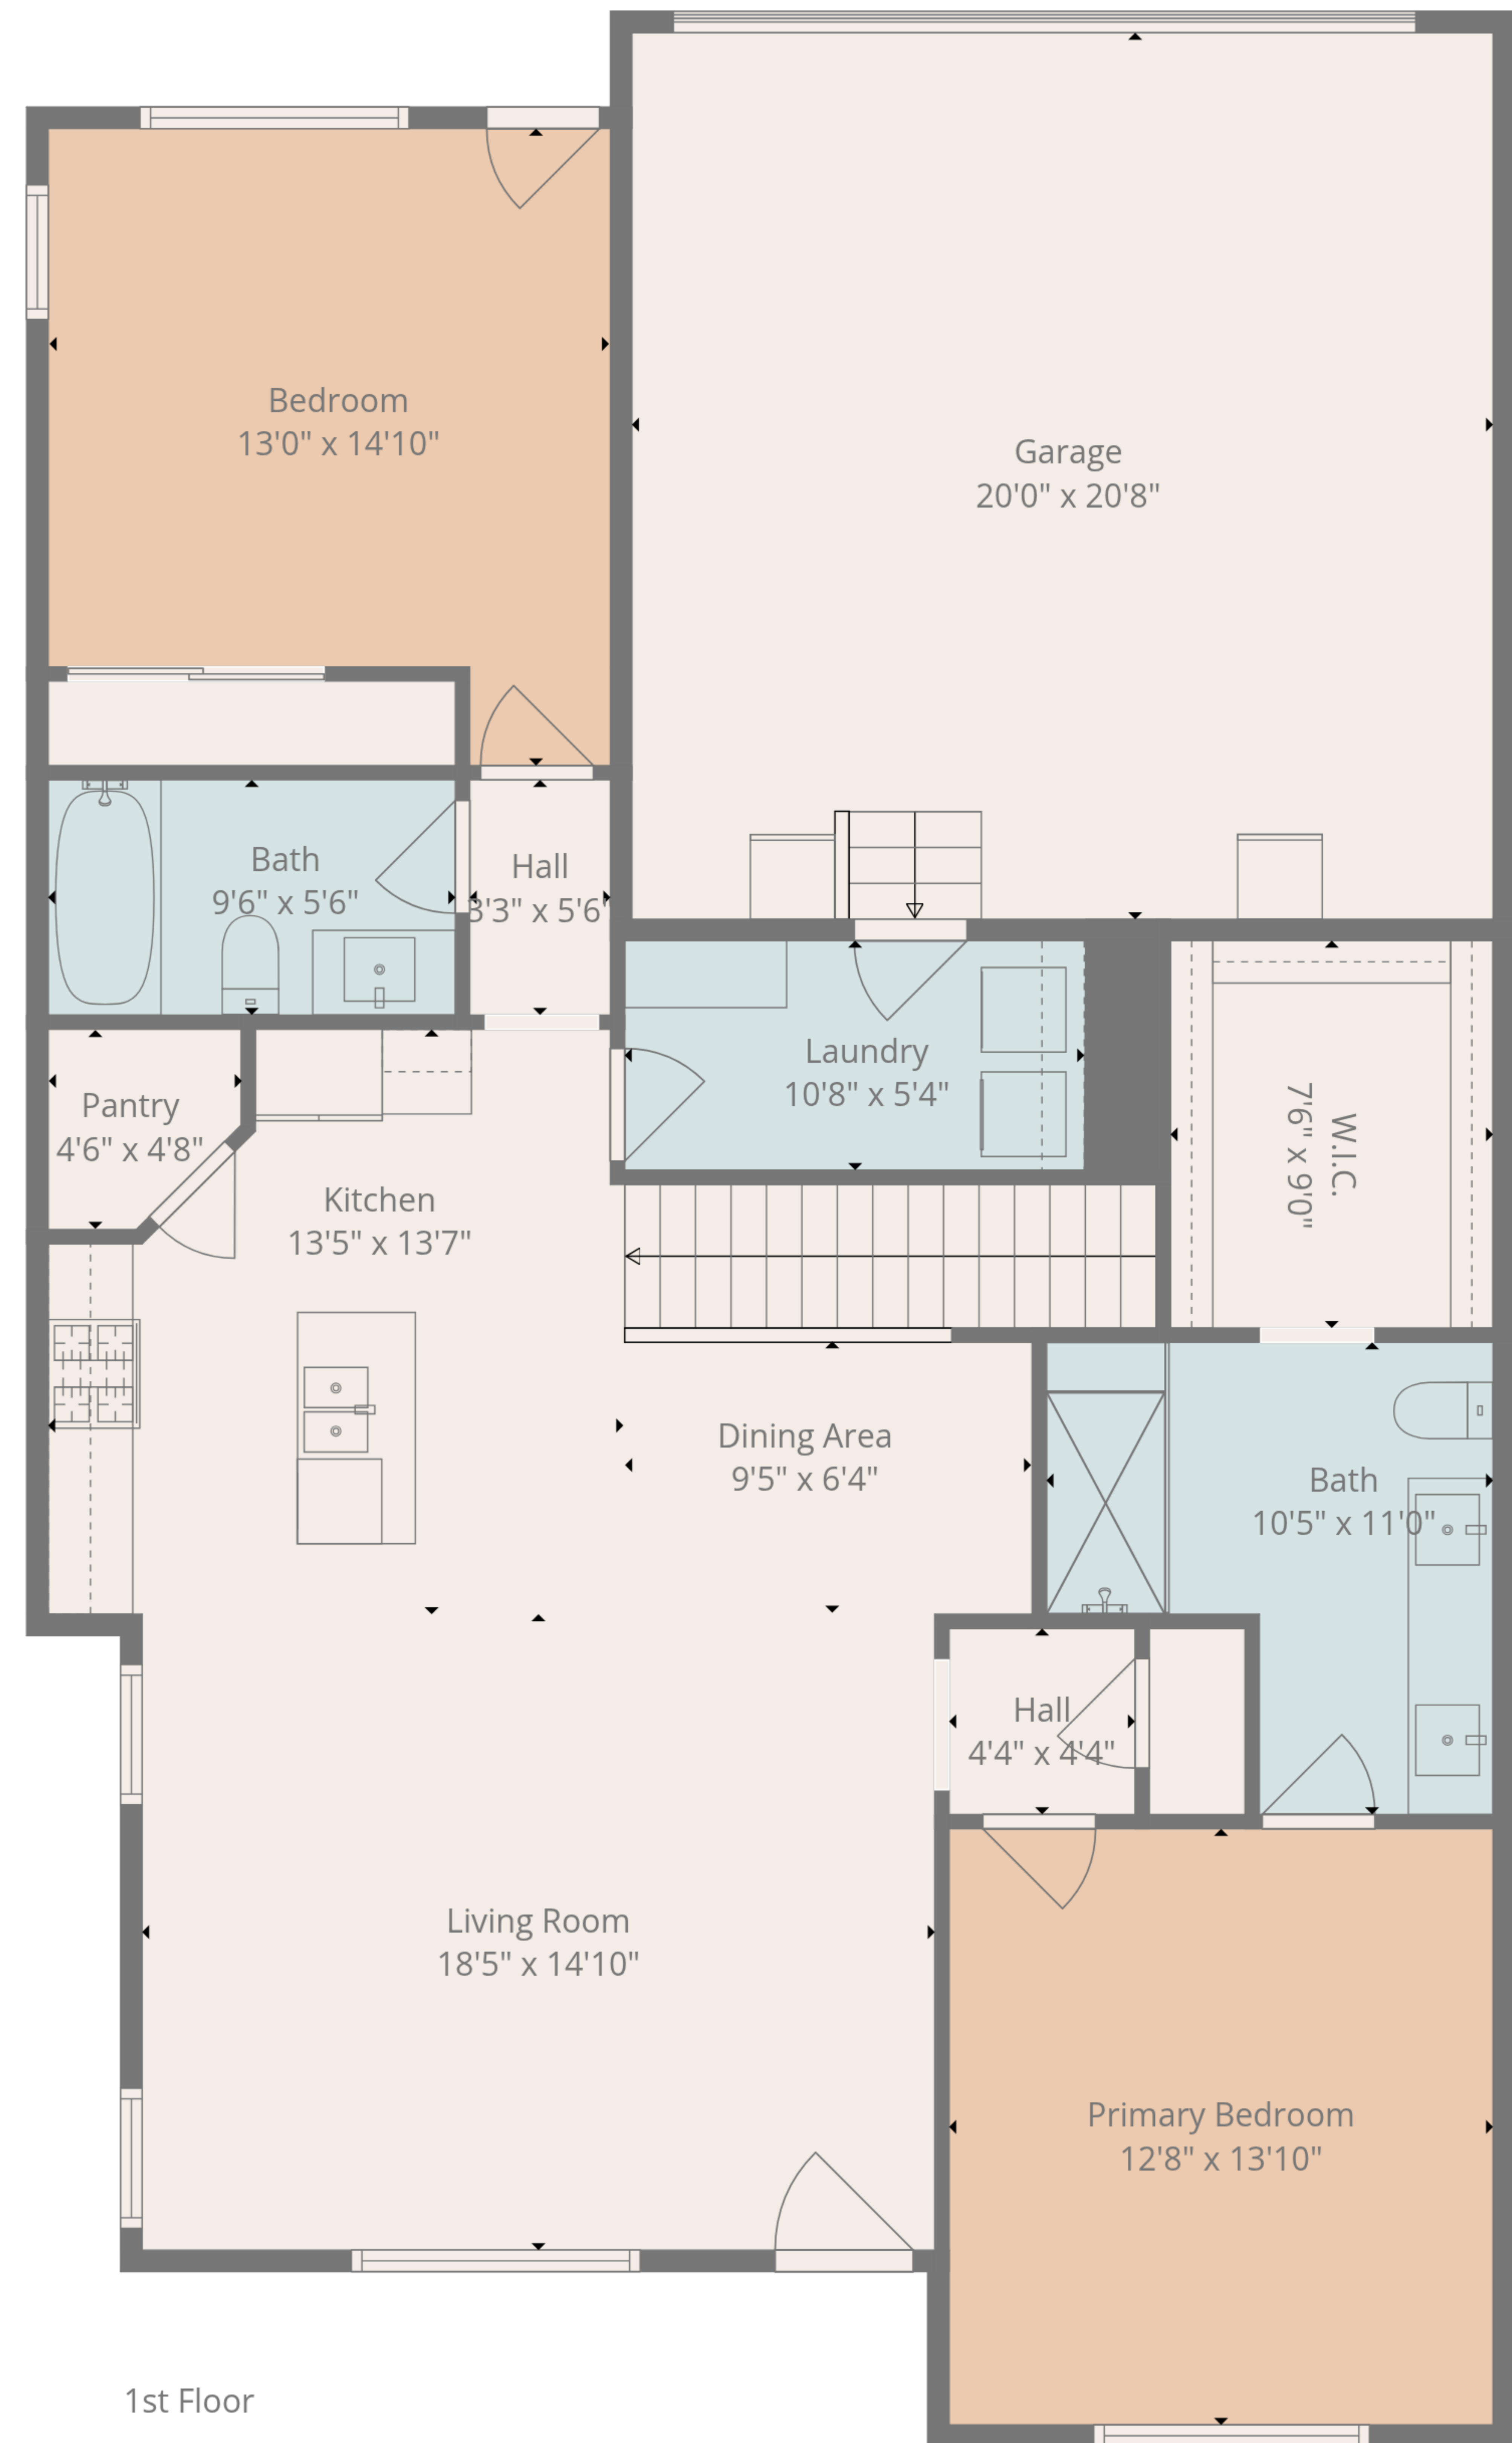 Bedroom
13'0" x 14'10"
Garage
20'0" x 20'8"
Bath
9'6" x 5'6"
Hall
3'3" x 5'6"
Laundry
10'8" x 5'4"
W.I.C.
7'6" x 9'0"
Pantry
4'6" x 4'8"
Kitchen
13'5" x 13'7"
Dining Area
9'5" x 6'4"
Bath
10'5" x 11'0"
Hall
4'4" x 4'4"
Living Room
18'5" x 14'10"
Primary Bedroom
12'8" x 13'10"
1st Floor